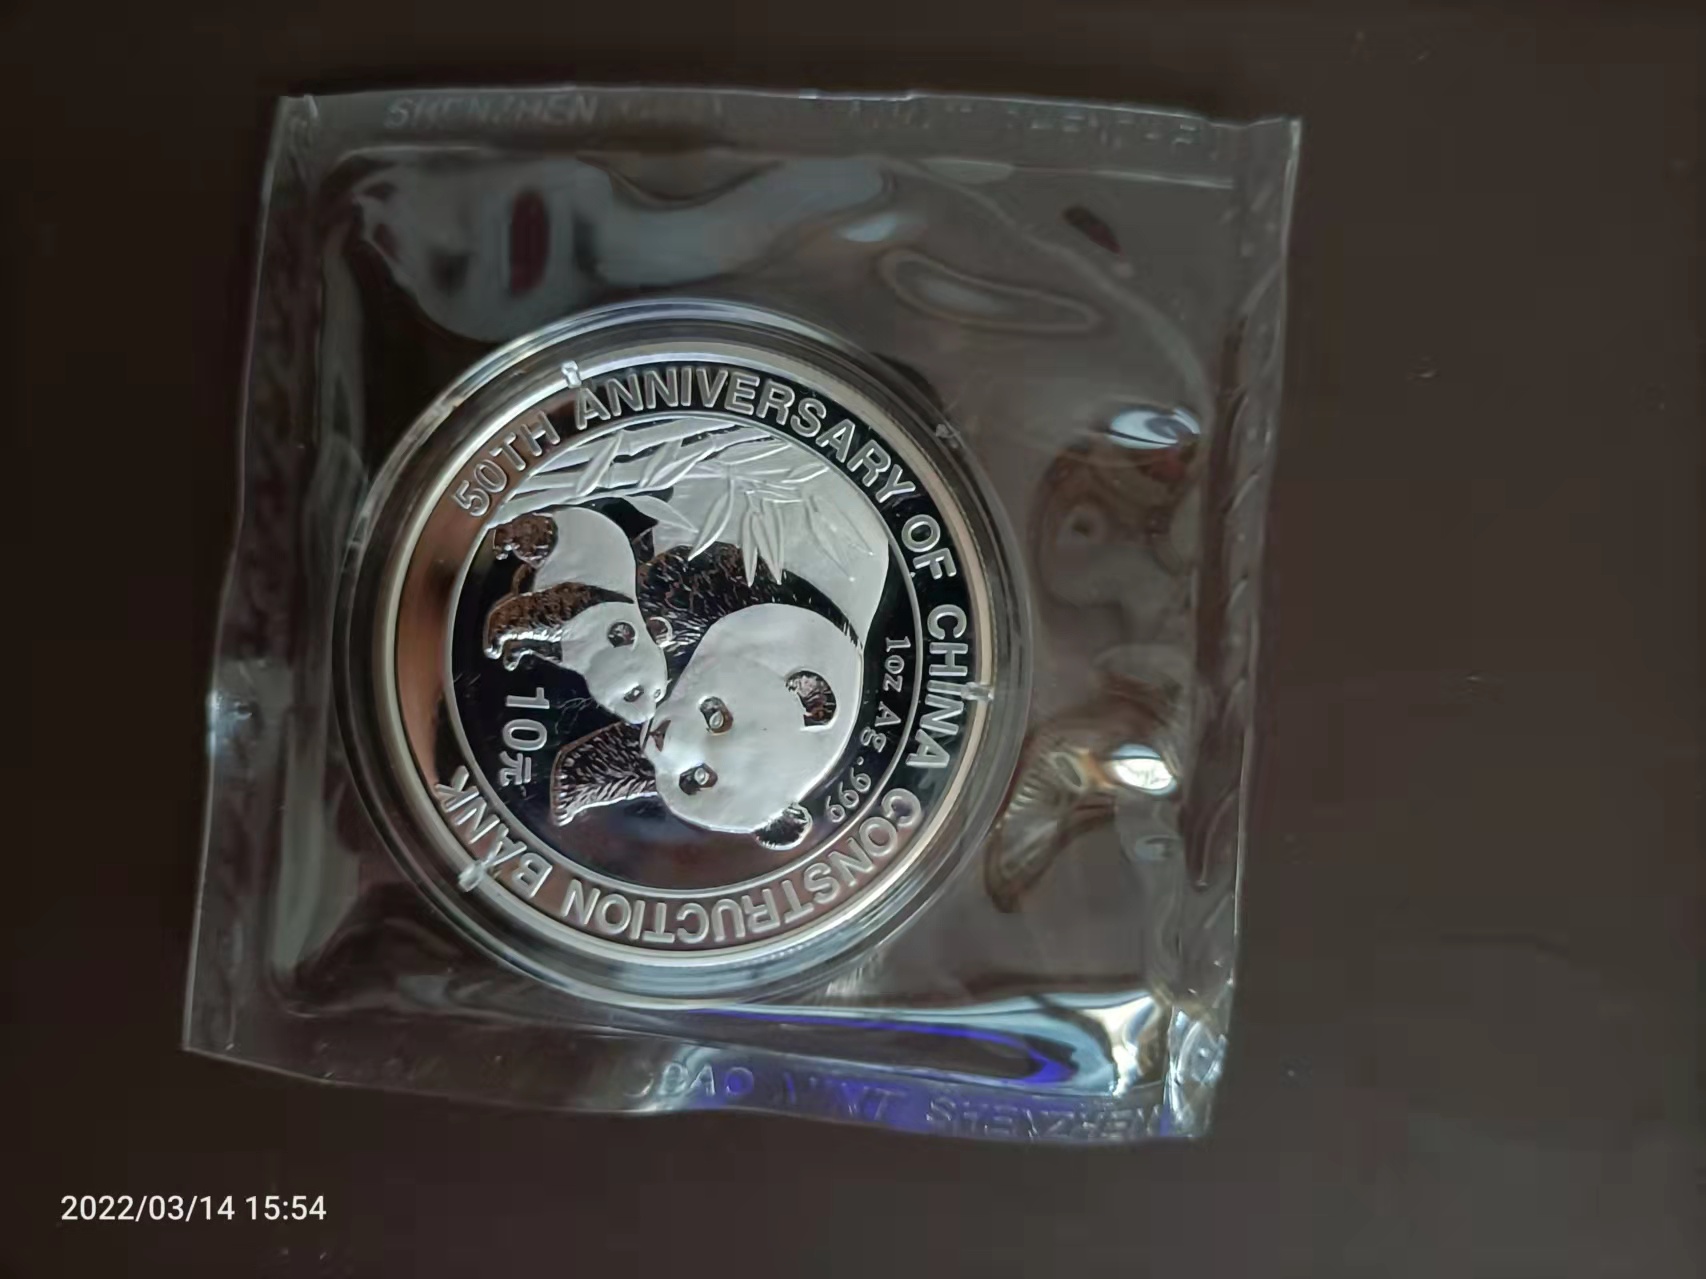 SHENZHEN
50TH ANNIVERSARY OF CHINA CONSTRUCTION BANK
1oz Ag .999
10元
MINT SHENZHEN
2022/03/14 15:54